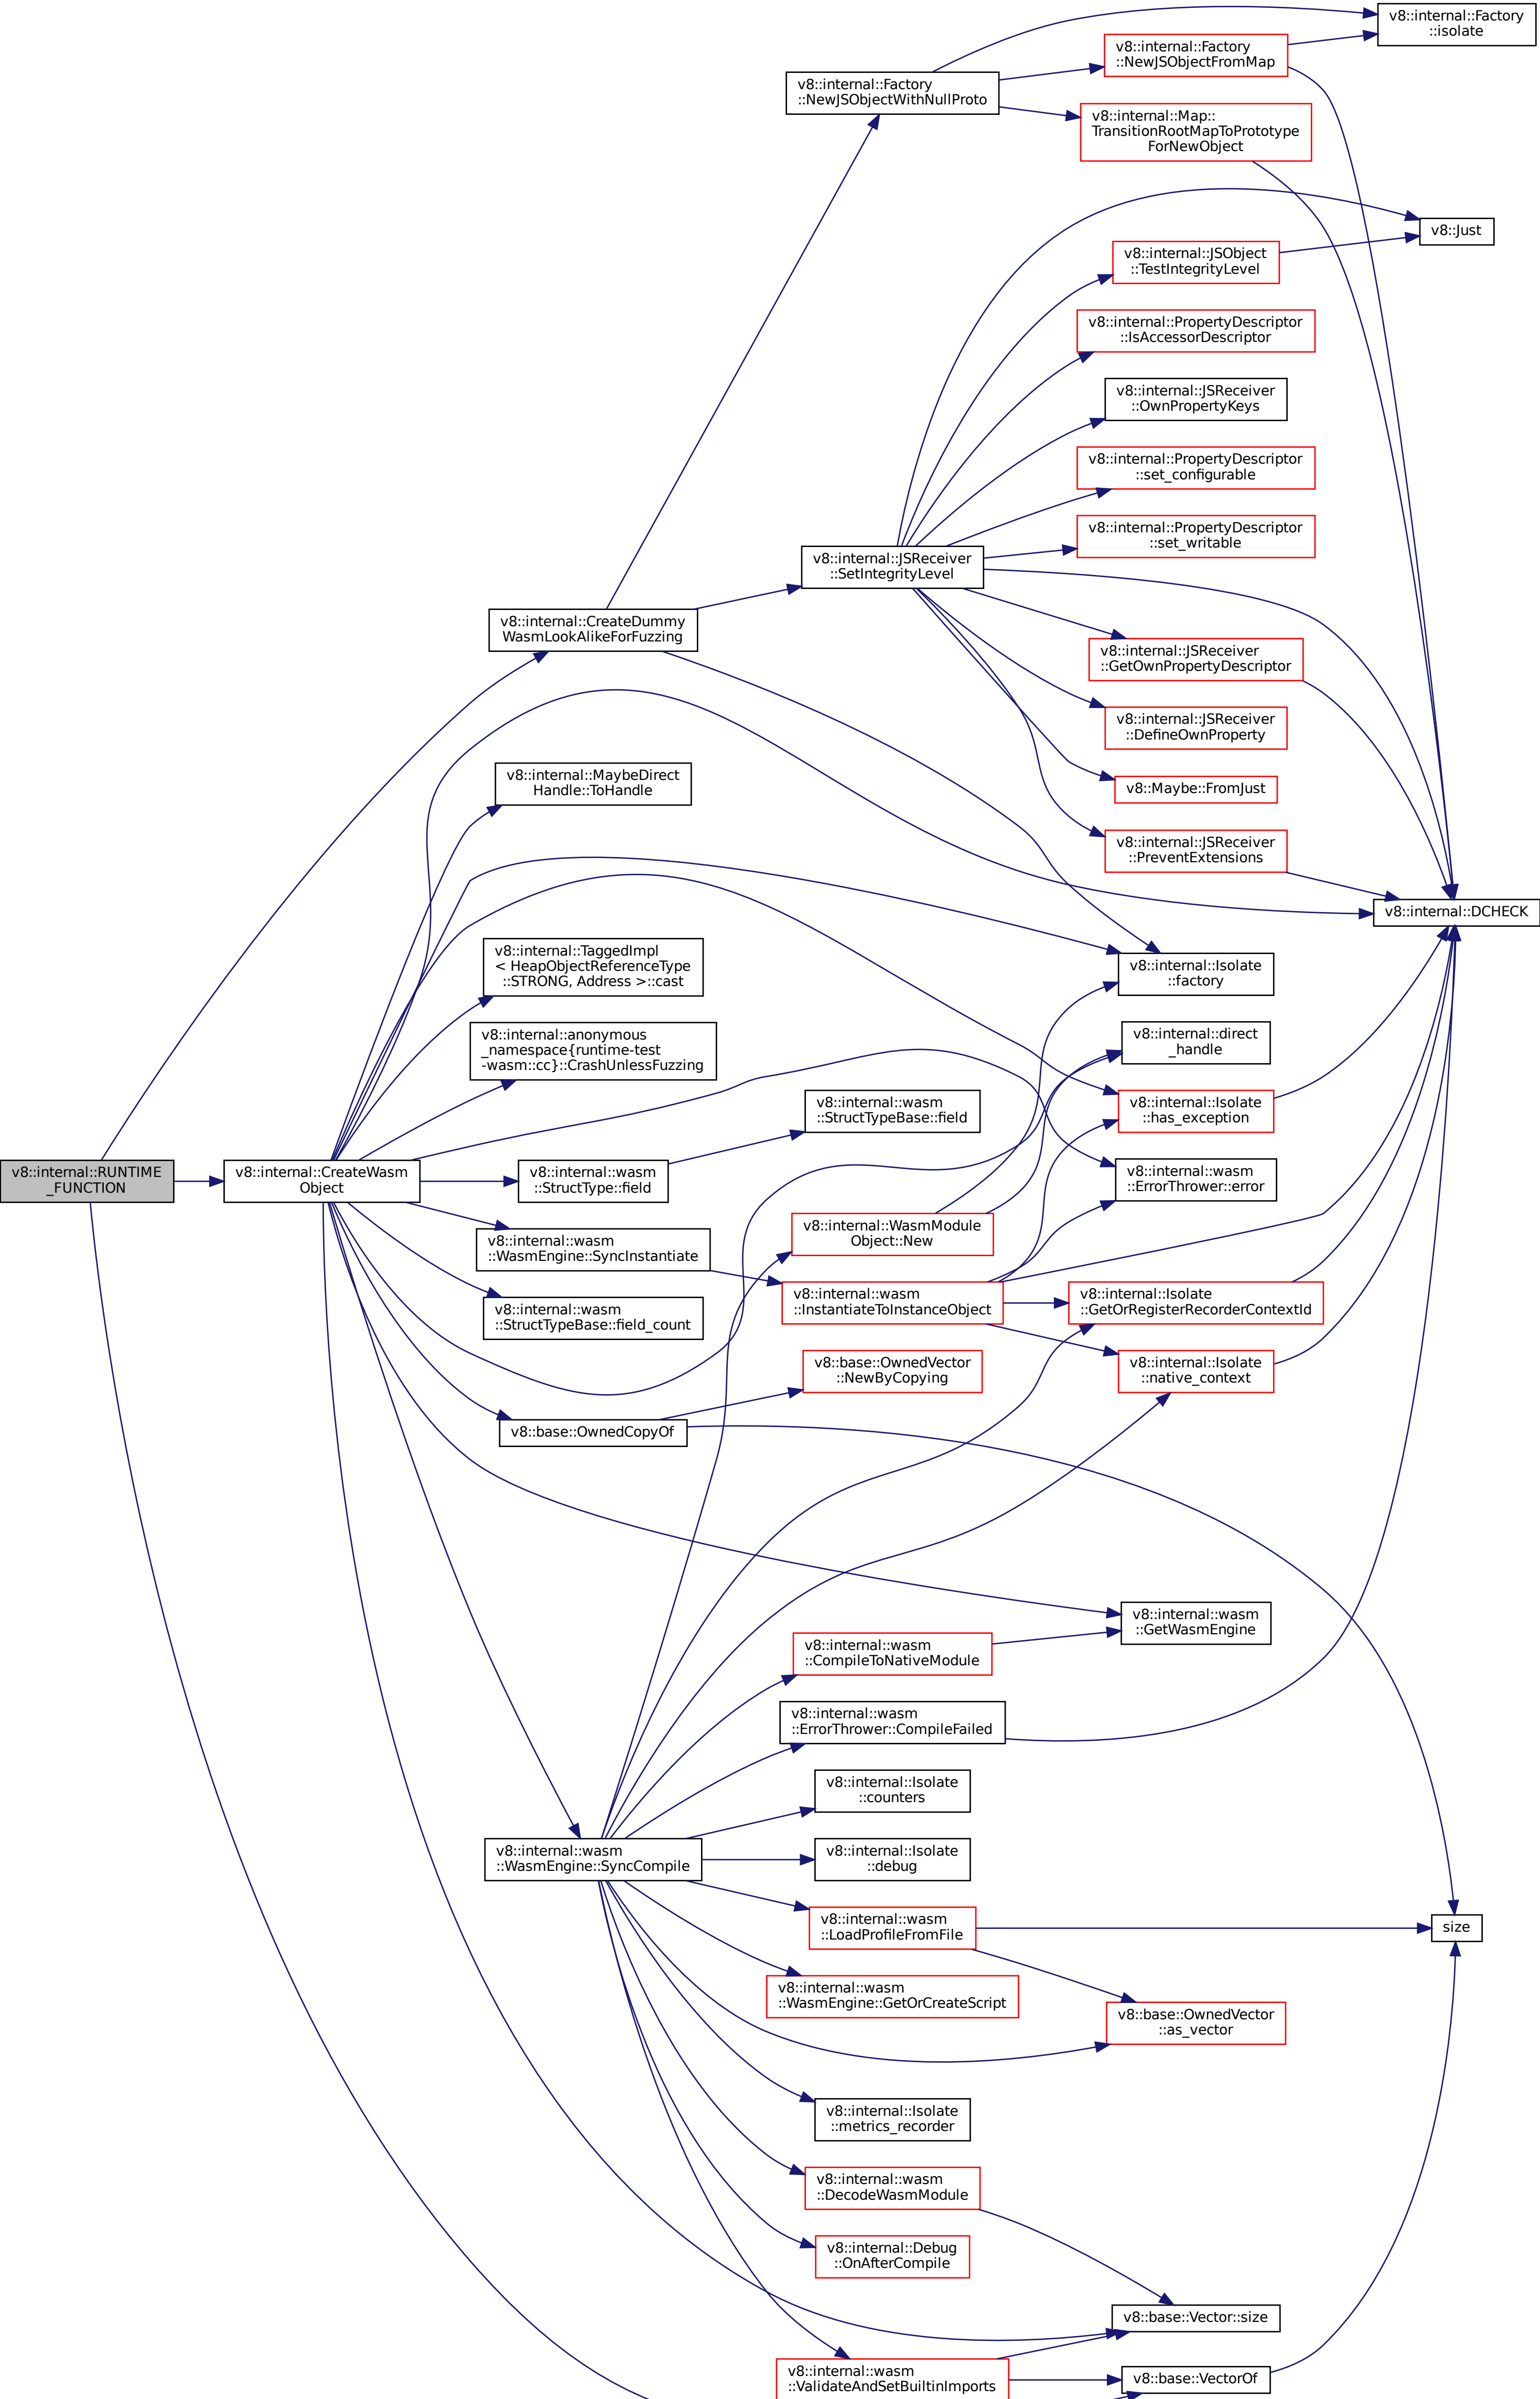 v8::internal::RUNTIME
_FUNCTION
v8::internal::CreateDummy
WasmLookAlikeForFuzzing
v8::internal::CreateWasm
Object
v8::internal::MaybeDirect
Handle::ToHandle
v8::internal::TaggedImpl
< HeapObjectReferenceType
::STRONG, Address >::cast
v8::internal::anonymous
_namespace{runtime-test
-wasm::cc}::CrashUnlessFuzzing
v8::internal::wasm
::StructType::field
v8::internal::wasm
::WasmEngine::SyncInstantiate
v8::internal::wasm
::StructTypeBase::field_count
v8::base::OwnedCopyOf
v8::internal::wasm
::WasmEngine::SyncCompile
v8::internal::Factory
::NewJSObjectWithNullProto
v8::internal::JSReceiver
::SetIntegrityLevel
v8::internal::wasm
::StructTypeBase::field
v8::internal::WasmModule
Object::New
v8::internal::wasm
::InstantiateToInstanceObject
v8::base::OwnedVector
::NewByCopying
v8::internal::wasm
::CompileToNativeModule
v8::internal::wasm
::ErrorThrower::CompileFailed
v8::internal::Isolate
::counters
v8::internal::Isolate
::debug
v8::internal::wasm
::LoadProfileFromFile
v8::internal::wasm
::WasmEngine::GetOrCreateScript
v8::internal::Isolate
::metrics_recorder
v8::internal::wasm
::DecodeWasmModule
v8::internal::Debug
::OnAfterCompile
v8::internal::wasm
::ValidateAndSetBuiltinImports
v8::internal::Factory
::NewJSObjectFromMap
v8::internal::Map::
TransitionRootMapToPrototype
ForNewObject
v8::internal::JSObject
::TestIntegrityLevel
v8::internal::PropertyDescriptor
::IsAccessorDescriptor
v8::internal::JSReceiver
::OwnPropertyKeys
v8::internal::PropertyDescriptor
::set_configurable
v8::internal::PropertyDescriptor
::set_writable
v8::internal::JSReceiver
::GetOwnPropertyDescriptor
v8::internal::JSReceiver
::DefineOwnProperty
v8::Maybe::FromJust
v8::internal::JSReceiver
::PreventExtensions
v8::internal::Isolate
::factory
v8::internal::direct
_handle
v8::internal::Isolate
::has_exception
v8::internal::wasm
::ErrorThrower::error
v8::internal::Isolate
::GetOrRegisterRecorderContextId
v8::internal::Isolate
::native_context
v8::internal::wasm
::GetWasmEngine
v8::base::OwnedVector
::as_vector
v8::base::Vector::size
v8::base::VectorOf
v8::internal::Factory
::isolate
v8::Just
v8::internal::DCHECK
size